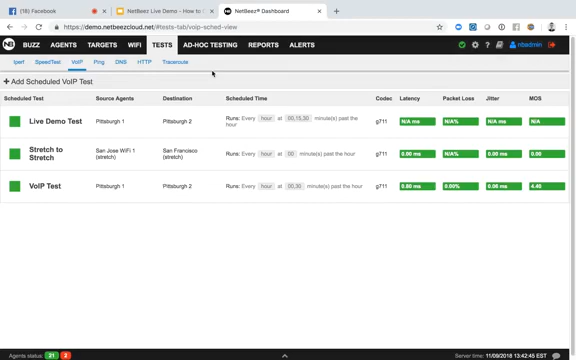 (18) Facebook
NetBeez Live Demo - How to
NetBeez® Dashboard
https://demo.netbeezcloud.net/#tests-tab/voip-sched-view
NB BUZZ AGENTS TARGETS WIFI TESTS AD-HOC TESTING REPORTS ALERTS nbadmin
Iperf SpeedTest VoIP Ping DNS HTTP Traceroute
Add Scheduled VoIP Test
Scheduled Test Source Agents Destination Scheduled Time Codec Latency Packet Loss Jitter MOS
Live Demo Test Pittsburgh 1 Pittsburgh 2 Runs: Every hour at 00,15,30 minute(s) past the hour g711 N/A ms N/A% N/A ms N/A
Stretch to Stretch San Jose WiFi 1 (stretch) San Francisco (stretch) Runs: Every hour at 00 minute(s) past the hour g711 0.00 ms N/A% 0.00 ms 0.00
VoIP Test Pittsburgh 1 Pittsburgh 2 Runs: Every hour at 00,30 minute(s) past the hour g711 0.80 ms 0.00% 0.06 ms 4.40
Agents status: 21 2 Server time: 11/09/2018 13:42:45 EST